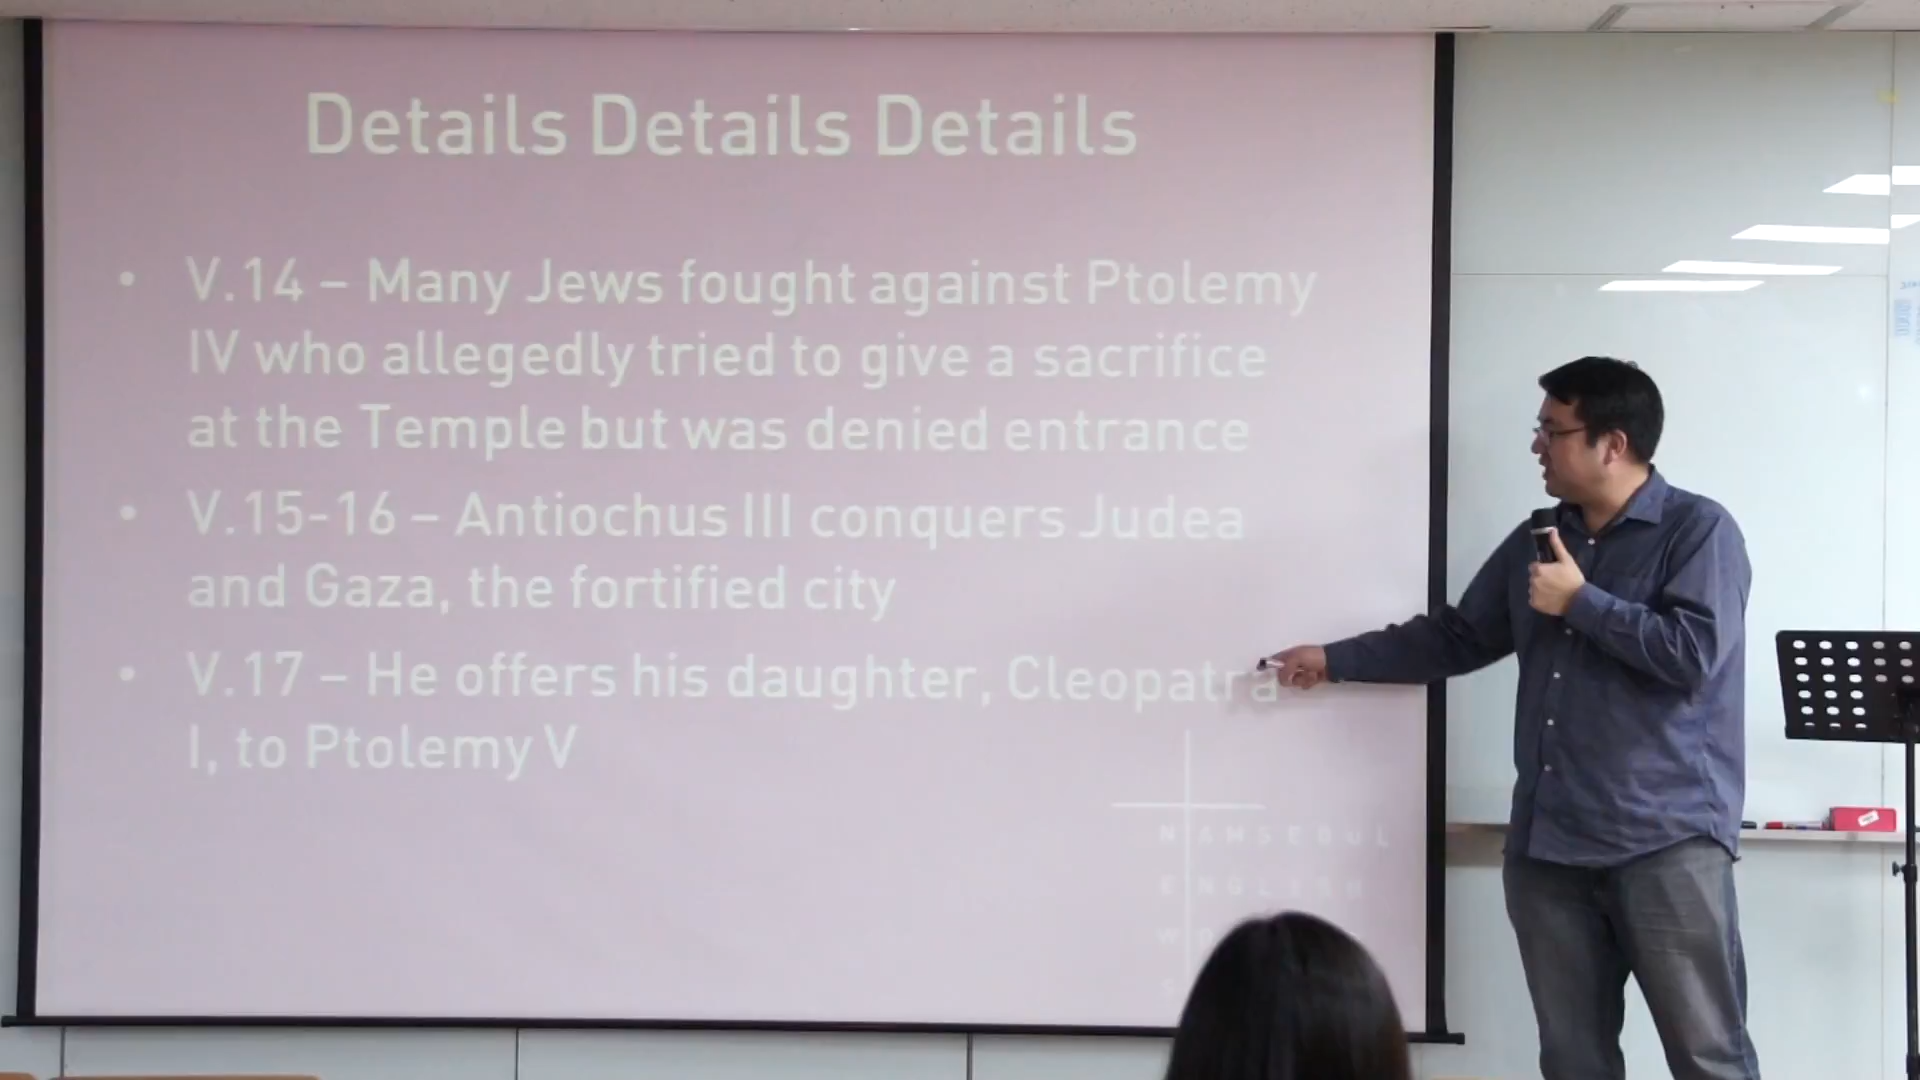 Details Details Details
• V.14 – Many Jews fought against Ptolemy
IV who allegedly tried to give a sacrifice
at the Temple but was denied entrance
• V.15-16 – Antiochus III conquers Judea
and Gaza, the fortified city
• V.17 – He offers his daughter, Cleopatra
I, to Ptolemy V
NAMSEOUL
ENGLISH